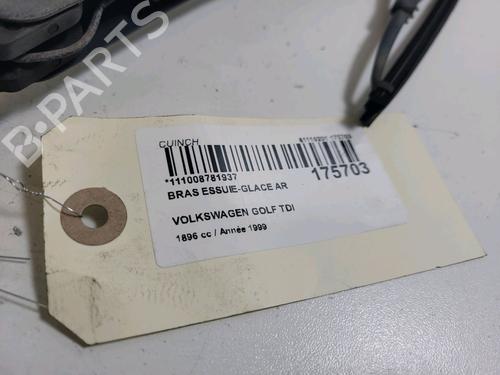 B-PARTS
CUINCH
*111008781937
175703
BRAS ESSUIE-GLACE AR
VOLKSWAGEN GOLF TDI
1896 cc / Année 1999